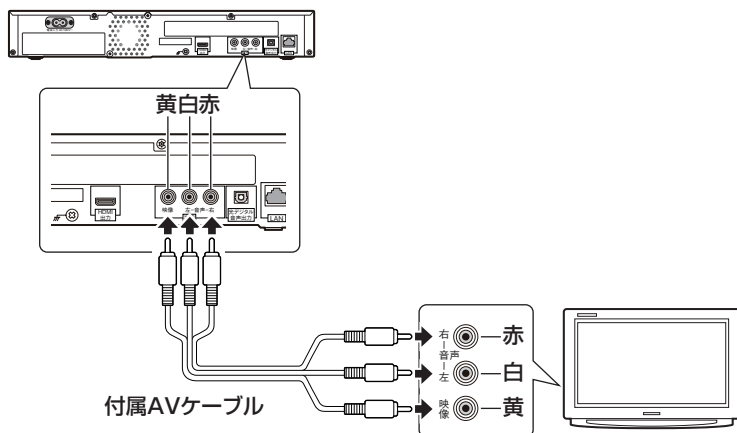 黄白赤
HDMI
出力
映像
左-音声-右
光デジタル
音声出力
LAN
右-音声-左
映像
赤
白
黄
付属AVケーブル